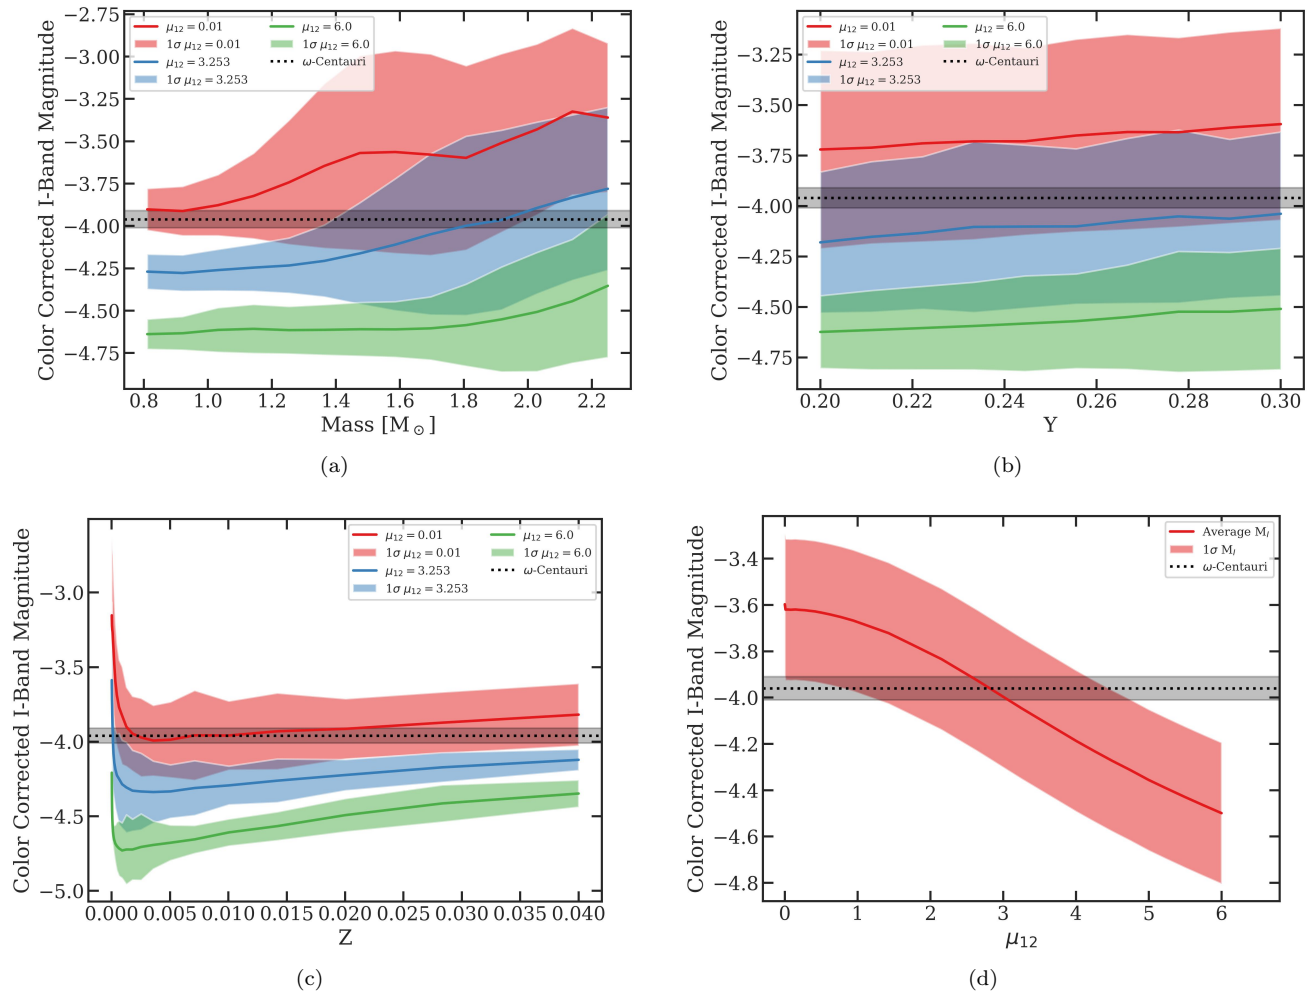 Color Corrected I-Band Magnitude
−2.75
−3.00
−3.25
−3.50
−3.75
−4.00
−4.25
−4.50
−4.75
μ₁₂ = 0.01
1σ μ₁₂ = 0.01
μ₁₂ = 3.253
1σ μ₁₂ = 3.253
μ₁₂ = 6.0
1σ μ₁₂ = 6.0
ω-Centauri
0.8 1.0 1.2 1.4 1.6 1.8 2.0 2.2
Mass [M⊙]
(a)
Color Corrected I-Band Magnitude
−3.25
−3.50
−3.75
−4.00
−4.25
−4.50
−4.75
μ₁₂ = 0.01
1σ μ₁₂ = 0.01
μ₁₂ = 3.253
1σ μ₁₂ = 3.253
μ₁₂ = 6.0
1σ μ₁₂ = 6.0
ω-Centauri
0.20 0.22 0.24 0.26 0.28 0.30
Y
(b)
Color Corrected I-Band Magnitude
−3.0
−3.5
−4.0
−4.5
−5.0
μ₁₂ = 0.01
1σ μ₁₂ = 0.01
μ₁₂ = 3.253
1σ μ₁₂ = 3.253
μ₁₂ = 6.0
1σ μ₁₂ = 6.0
ω-Centauri
0.000 0.005 0.010 0.015 0.020 0.025 0.030 0.035 0.040
Z
(c)
Color Corrected I-Band Magnitude
−3.4
−3.6
−3.8
−4.0
−4.2
−4.4
−4.6
−4.8
Average M_I
1σ M_I
ω-Centauri
0 1 2 3 4 5 6
μ₁₂
(d)